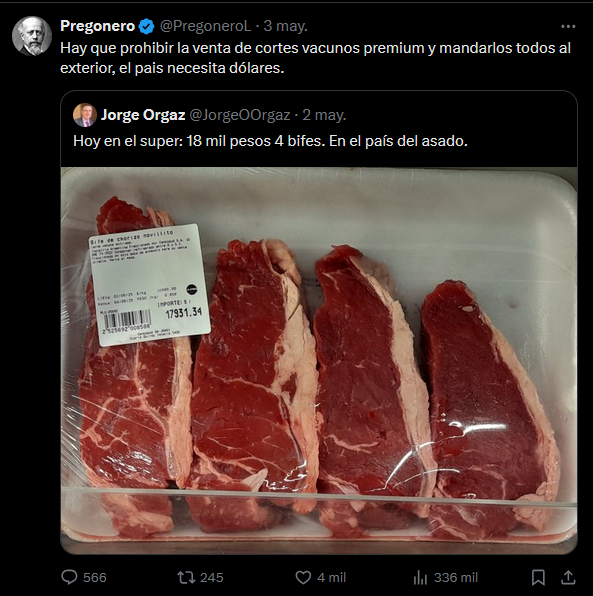 Pregonero @PregoneroL · 3 may.
Hay que prohibir la venta de cortes vacunos premium y mandarlos todos al
exterior, el pais necesita dólares.
Jorge Orgaz @JorgeOOrgaz · 2 may.
Hoy en el super: 18 mil pesos 4 bifes. En el país del asado.
Bife de chorizo novillito
IMPORTE( $ )
17931.34
566 245 4 mil 336 mil